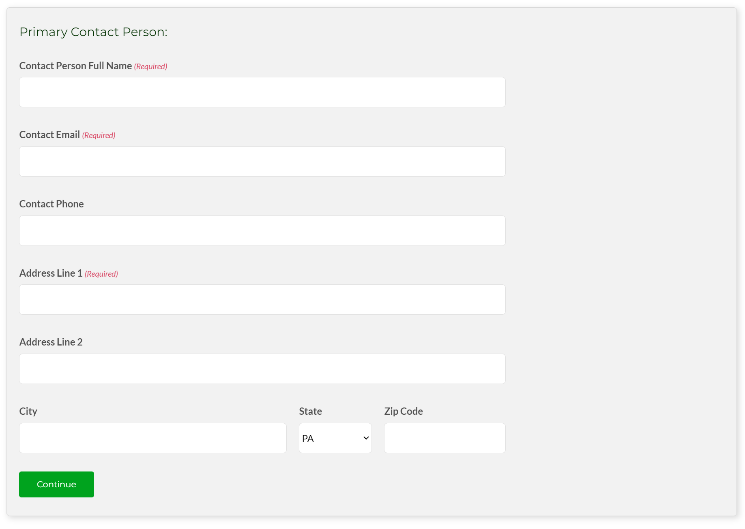 Primary Contact Person:
Contact Person Full Name (Required)
Contact Email (Required)
Contact Phone
Address Line 1 (Required)
Address Line 2
City State Zip Code
PA
Continue